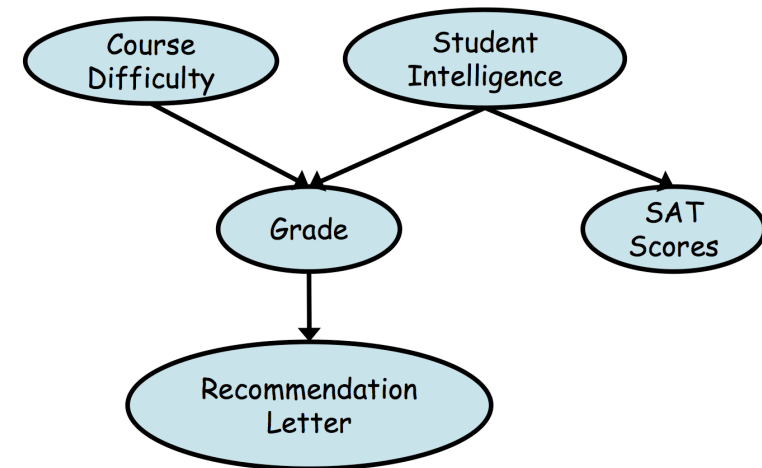 Course
Difficulty
Student
Intelligence
Grade
SAT
Scores
Recommendation
Letter